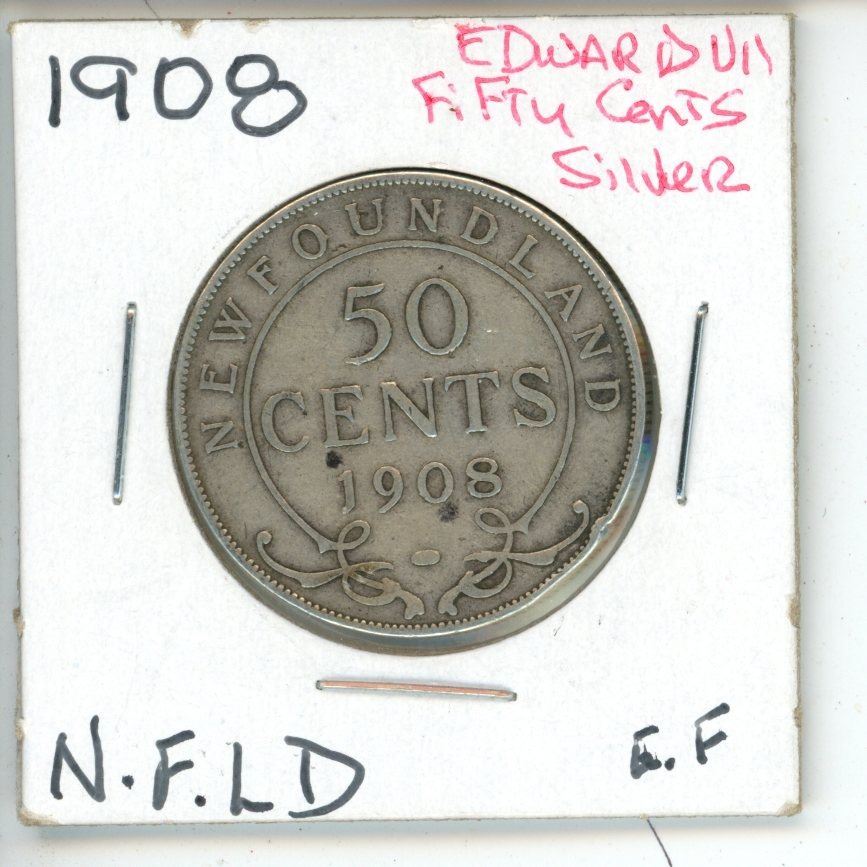 1908
EDWARD VII
FiFTy CenTS
SilveR
NEWFOUNDLAND
50
CENTS
1908
N.F.LD
E.F